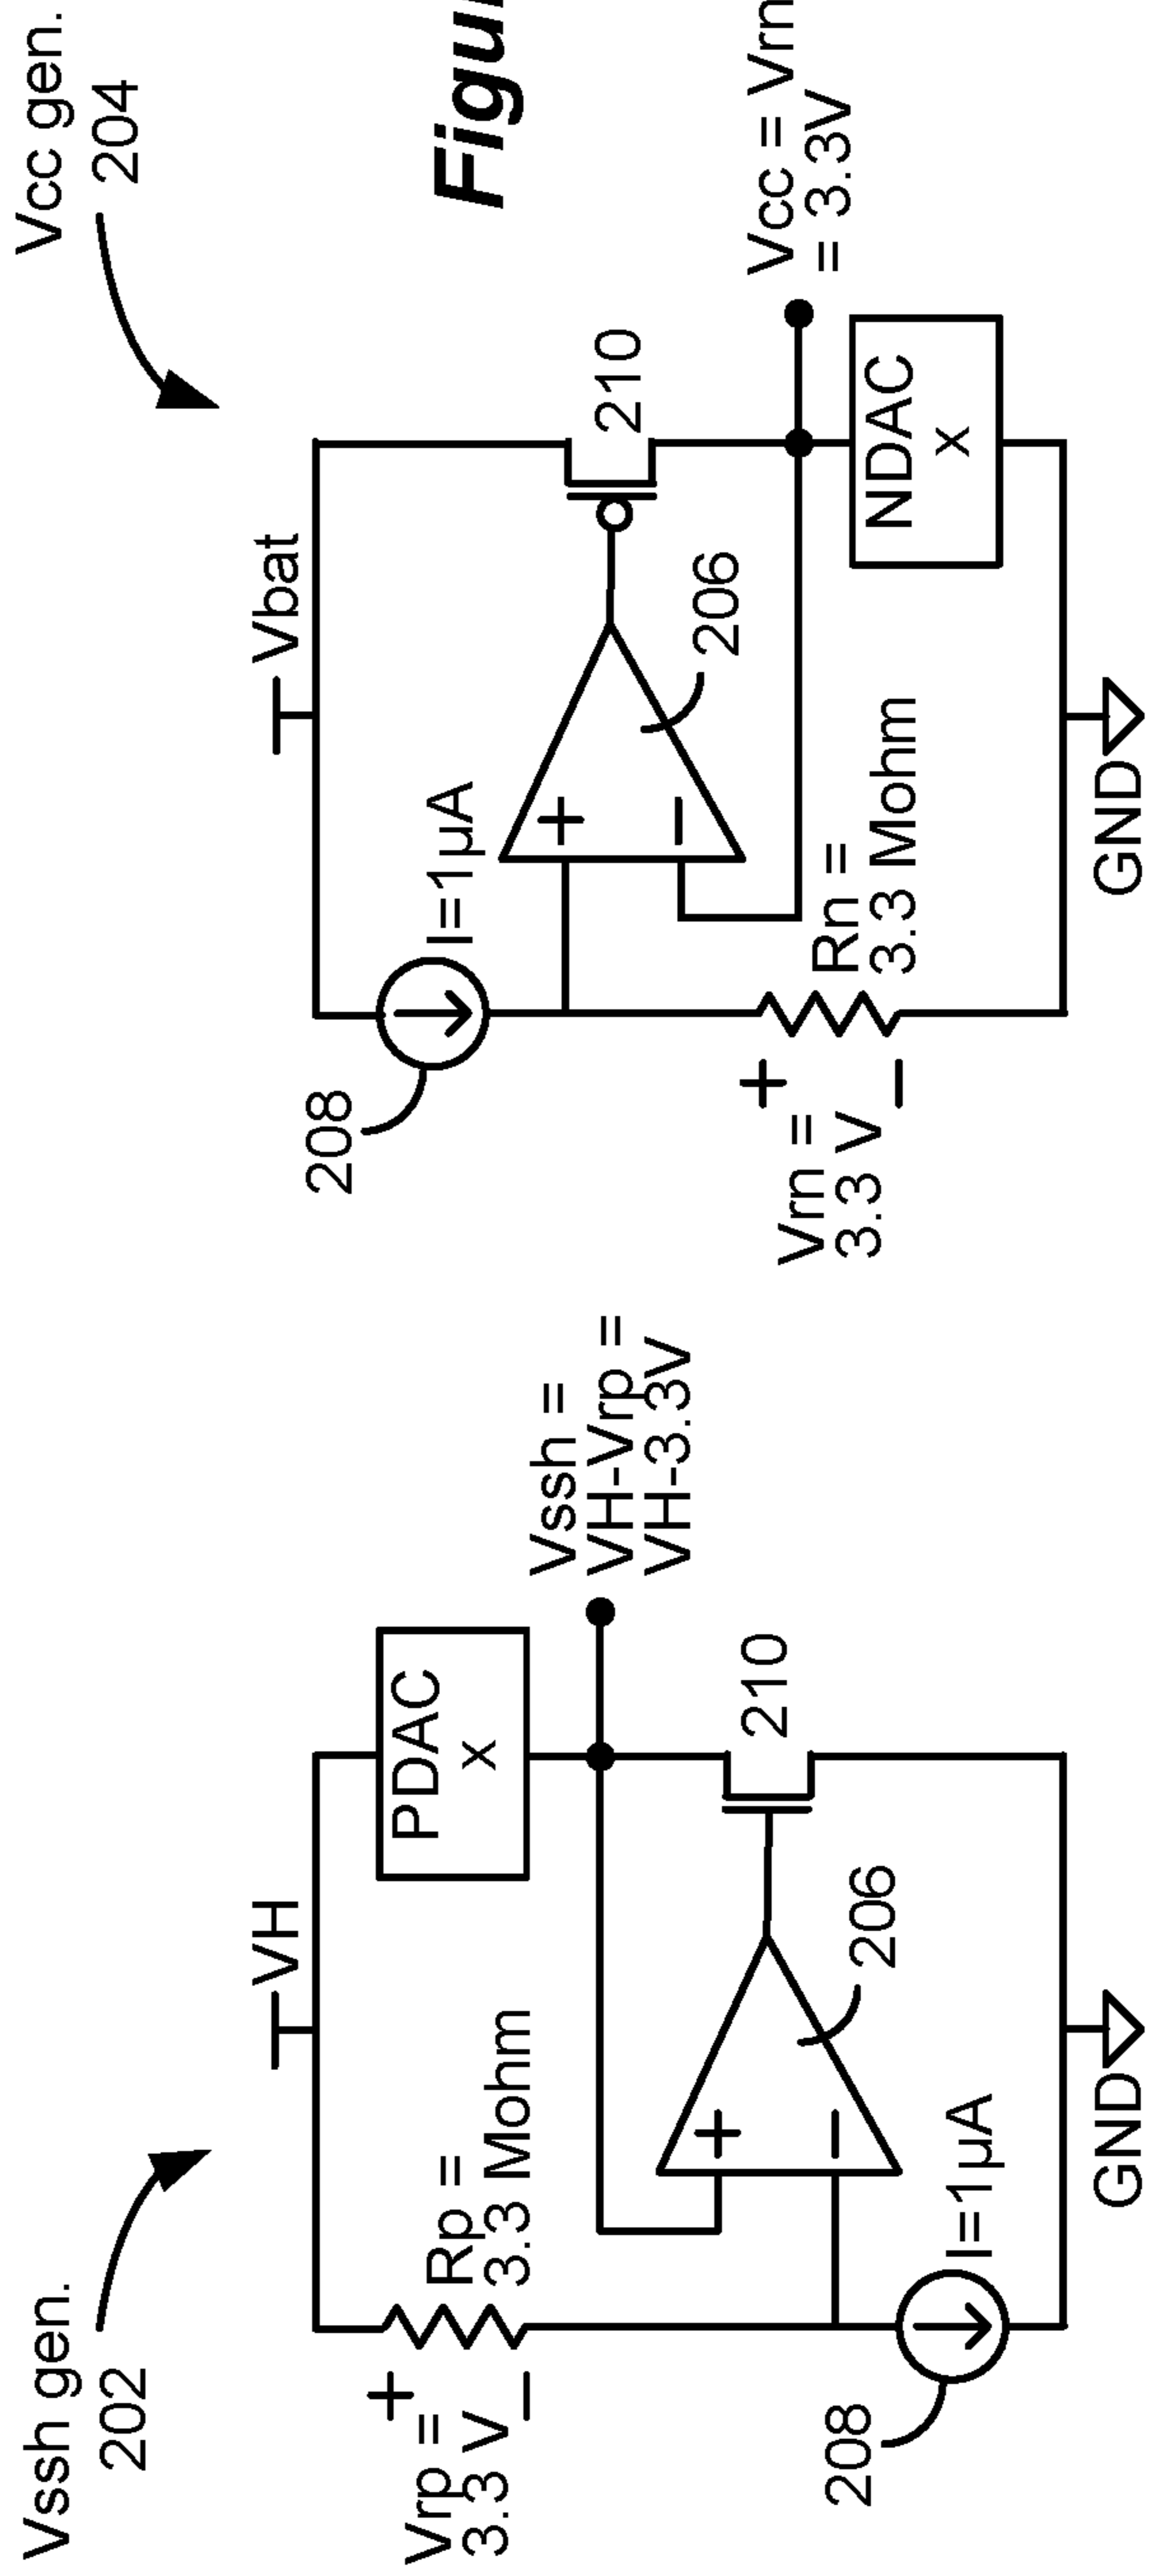 Vssh gen.
202
VH
Vrp =
3.3 V
+
–
Rp =
3.3 Mohm
PDAC
x
Vssh =
VH-Vrp =
VH-3.3V
+
–
206
210
208
I=1µA
GND
Vcc gen.
204
Vbat
208
I=1µA
+
–
206
210
Vrn =
3.3 V
+
–
Rn =
3.3 Mohm
NDAC
x
Vcc = Vrn
= 3.3V
GND